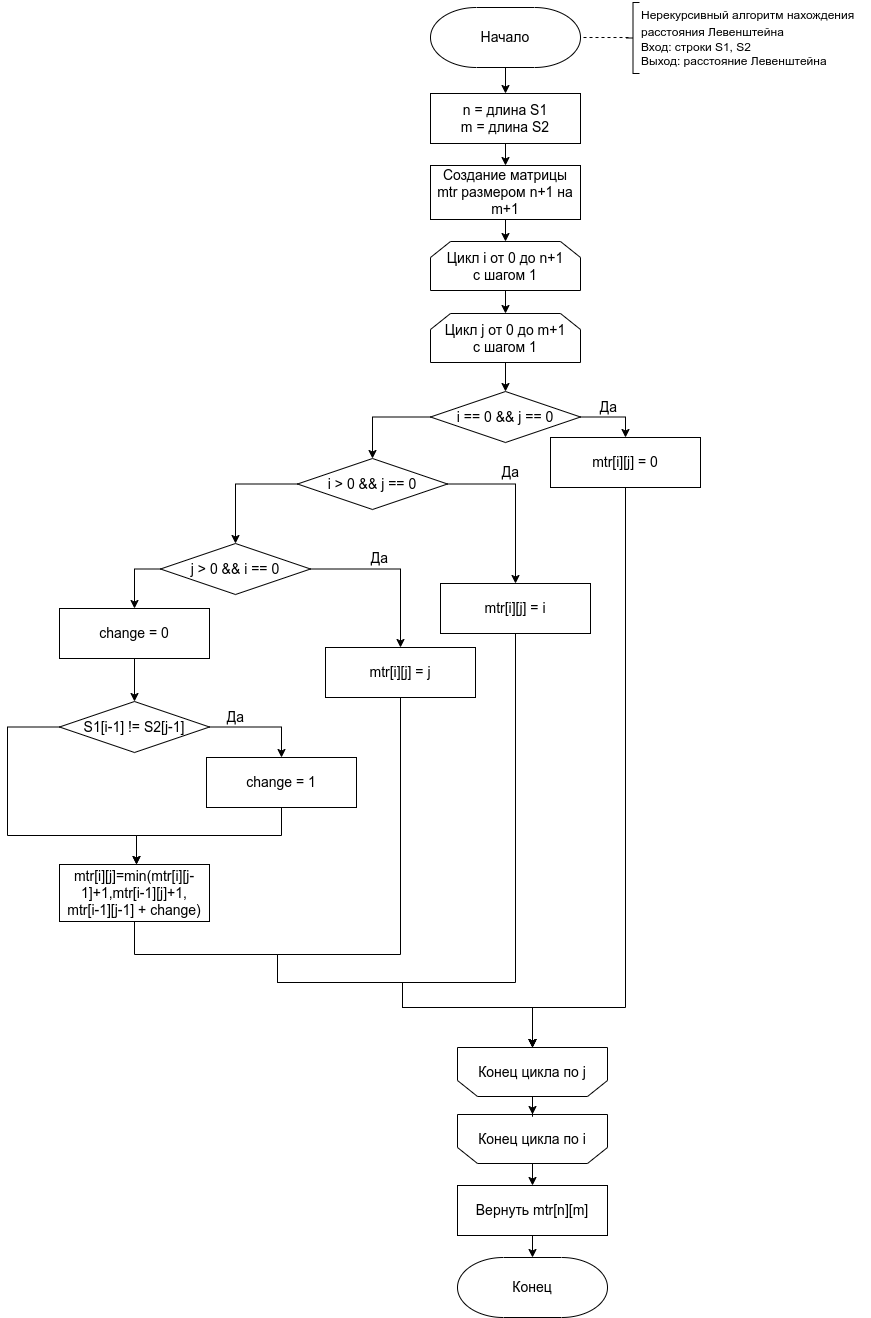 Начало
Нерекурсивный алгоритм нахождения
расстояния Левенштейна
Вход: строки S1, S2
Выход: расстояние Левенштейна
n = длина S1
m = длина S2
Создание матрицы
mtr размером n+1 на
m+1
Цикл i от 0 до n+1
с шагом 1
Цикл j от 0 до m+1
с шагом 1
i == 0 && j == 0
Да
mtr[i][j] = 0
i > 0 && j == 0
Да
mtr[i][j] = i
j > 0 && i == 0
Да
mtr[i][j] = j
change = 0
S1[i-1] != S2[j-1]
Да
change = 1
mtr[i][j]=min(mtr[i][j-
1]+1,mtr[i-1][j]+1,
mtr[i-1][j-1] + change)
Конец цикла по j
Конец цикла по i
Вернуть mtr[n][m]
Конец